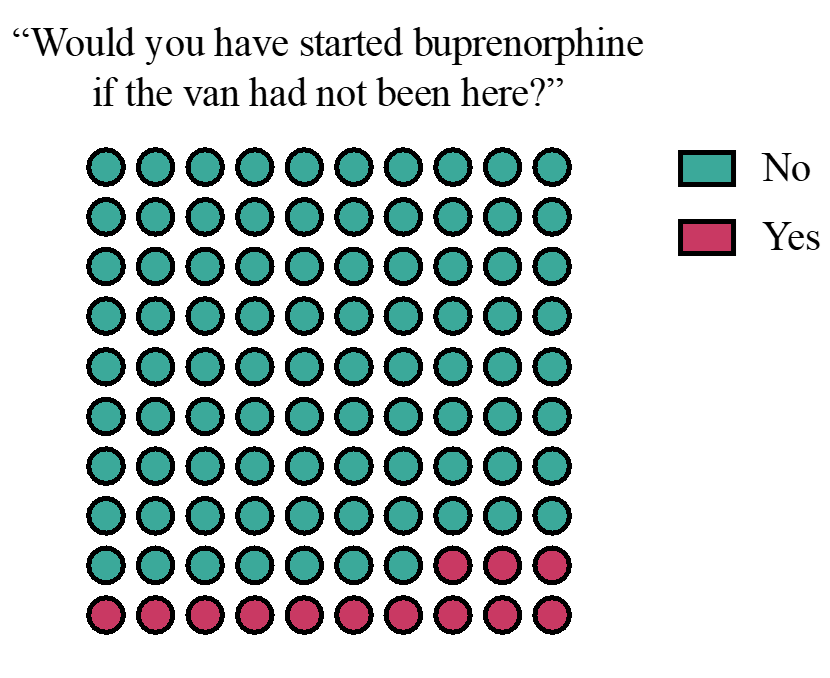 “Would you have started buprenorphine
if the van had not been here?”
No
Yes